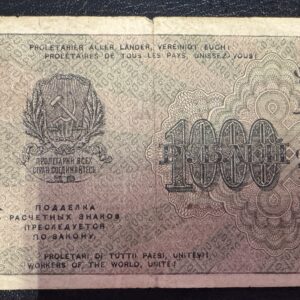 PROLETARIER ALLER LÄNDER, VEREINIGT EUCH!
PROLÉTAIRES DE TOUS LES PAYS, UNISSEZ-VOUS!
1000
РУБЛЕЙ
ПРОЛЕТАРИИ ВСЕХ
СТРАН, СОЕДИНЯЙТЕСЬ
ПОДДЕЛКА
РАСЧЕТНЫХ ЗНАКОВ
ПРЕСЛЕДУЕТСЯ
ПО ЗАКОНУ.
PROLETARI DI TUTTI I PAESI, UNITEVI!
WORKERS OF THE WORLD, UNITE!